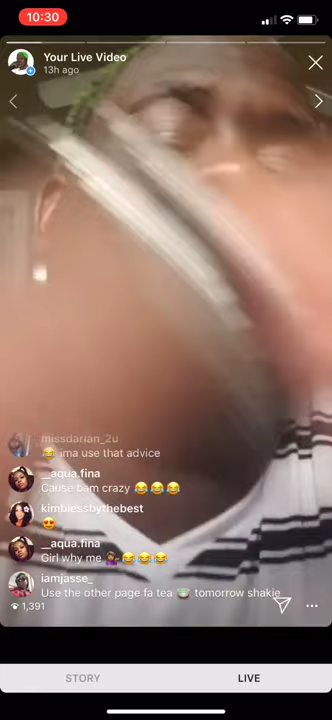 10:30
Your Live Video
13h ago
missdarian_2u
😂 ima use that advice
__aqua.fina
Cause bam crazy 😂😂😂
kimblessbythebest
😍
__aqua.fina
Girl why me 🤷🏾‍♀️😂😂😂
iamjasse_
Use the other page fa tea 🍵 tomorrow shakie
1,391
STORY
LIVE